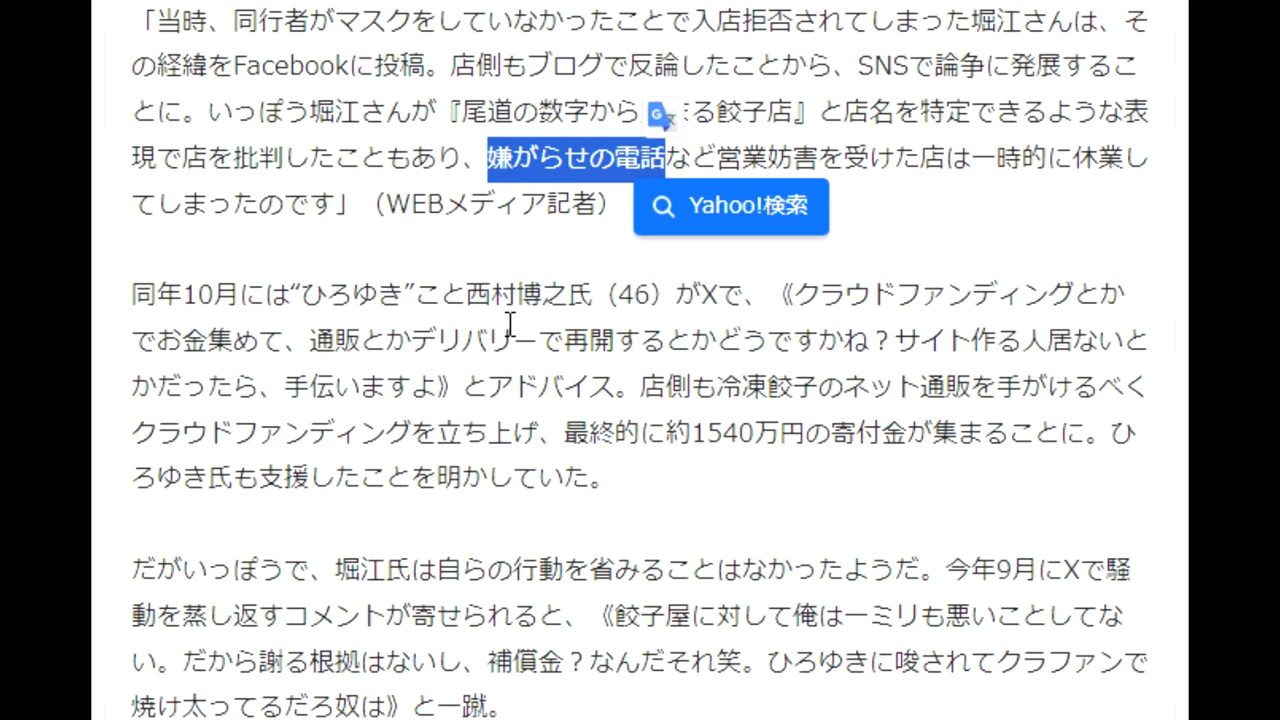 「当時、同行者がマスクをしていなかったことで入店拒否されてしまった堀江さんは、そ
の経緯をFacebookに投稿。店側もブログで反論したことから、SNSで論争に発展するこ
とに。いっぽう堀江さんが『尾道の数字から まる餃子店』と店名を特定できるような表
現で店を批判したこともあり、嫌がらせの電話など営業妨害を受けた店は一時的に休業し
てしまったのです」（WEBメディア記者）
Yahoo!検索
同年10月には“ひろゆき”こと西村博之氏（46）がXで、《クラウドファンディングとか
でお金集めて、通販とかデリバリーで再開するとかどうですかね？サイト作る人居ないと
かだったら、手伝いますよ》とアドバイス。店側も冷凍餃子のネット通販を手がけるべく
クラウドファンディングを立ち上げ、最終的に約1540万円の寄付金が集まることに。ひ
ろゆき氏も支援したことを明かしていた。
だがいっぽうで、堀江氏は自らの行動を省みることはなかったようだ。今年9月にXで騒
動を蒸し返すコメントが寄せられると、《餃子屋に対して俺は一ミリも悪いことしてな
い。だから謝る根拠はないし、補償金？なんだそれ笑。ひろゆきに唆されてクラファンで
焼け太ってるだろ奴は》と一蹴。